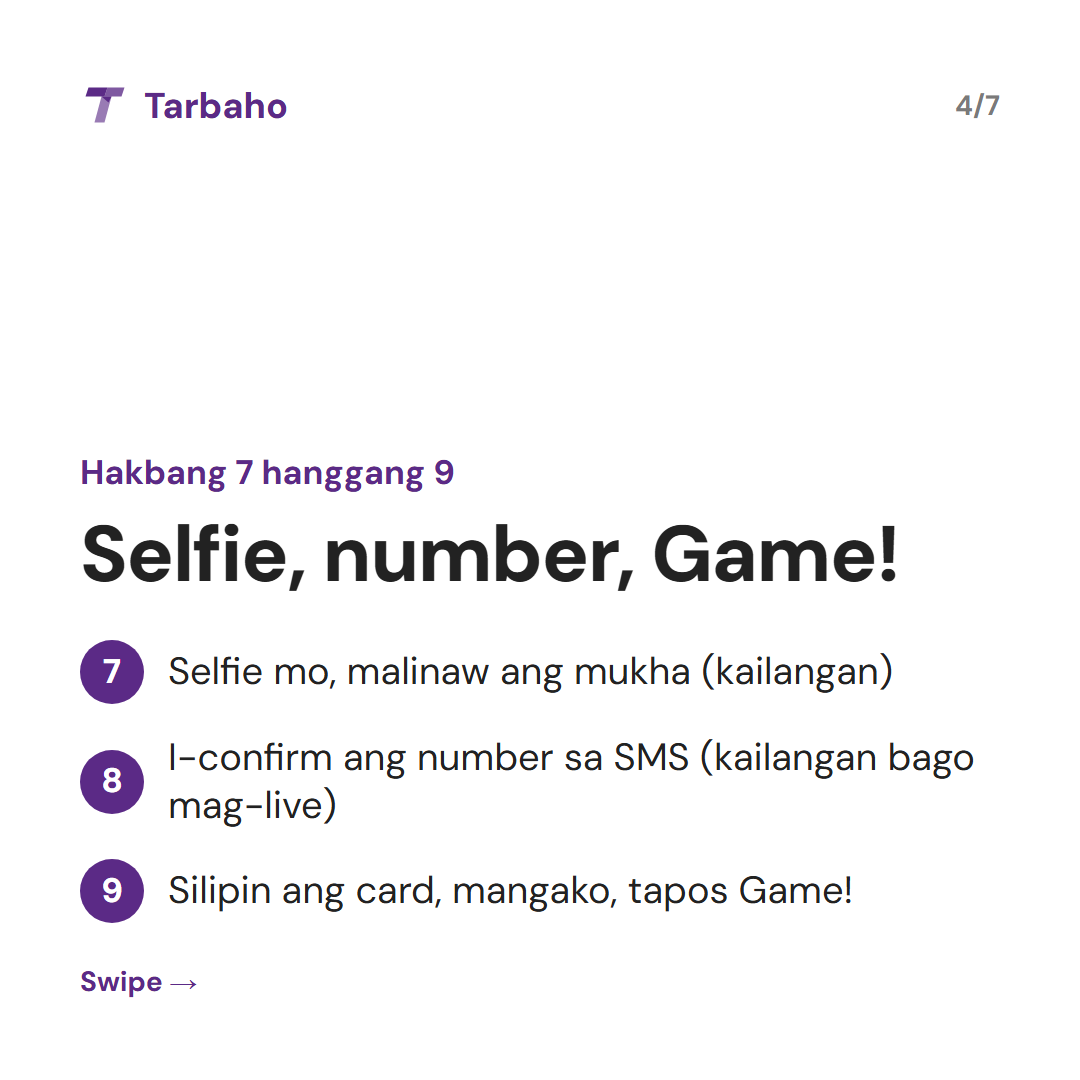 Tarbaho
4/7
Hakbang 7 hanggang 9
Selfie, number, Game!
7 Selfie mo, malinaw ang mukha (kailangan)
8 I-confirm ang number sa SMS (kailangan bago
mag-live)
9 Silipin ang card, mangako, tapos Game!
Swipe →